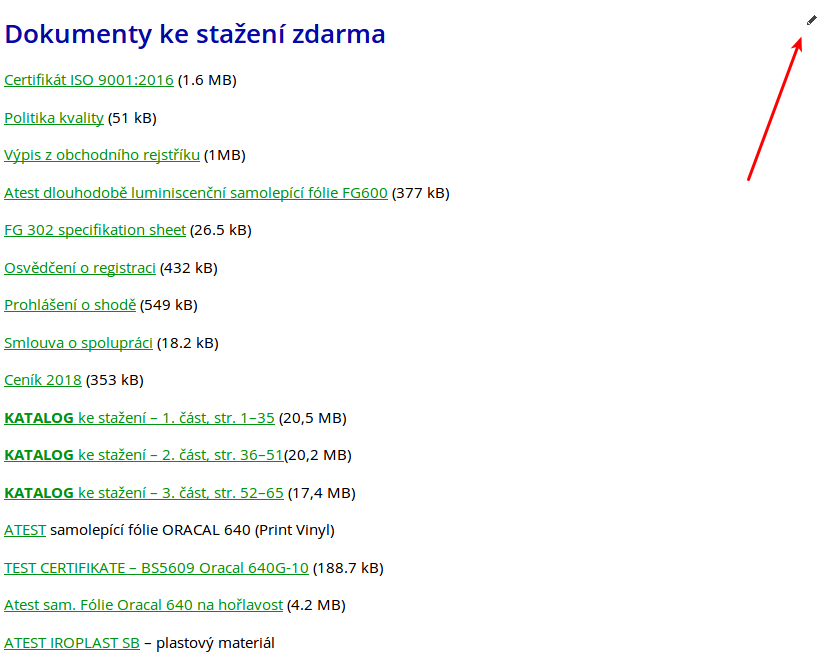 Dokumenty ke stažení zdarma
Certifikát ISO 9001:2016 (1.6 MB)
Politika kvality (51 kB)
Výpis z obchodního rejstříku (1MB)
Atest dlouhodobě luminiscenční samolepící fólie FG600 (377 kB)
FG 302 specifikation sheet (26.5 kB)
Osvědčení o registraci (432 kB)
Prohlášení o shodě (549 kB)
Smlouva o spolupráci (18.2 kB)
Ceník 2018 (353 kB)
KATALOG ke stažení – 1. část, str. 1–35 (20,5 MB)
KATALOG ke stažení – 2. část, str. 36–51(20,2 MB)
KATALOG ke stažení – 3. část, str. 52–65 (17,4 MB)
ATEST samolepící fólie ORACAL 640 (Print Vinyl)
TEST CERTIFIKATE – BS5609 Oracal 640G-10 (188.7 kB)
Atest sam. Fólie Oracal 640 na hořlavost (4.2 MB)
ATEST IROPLAST SB – plastový materiál